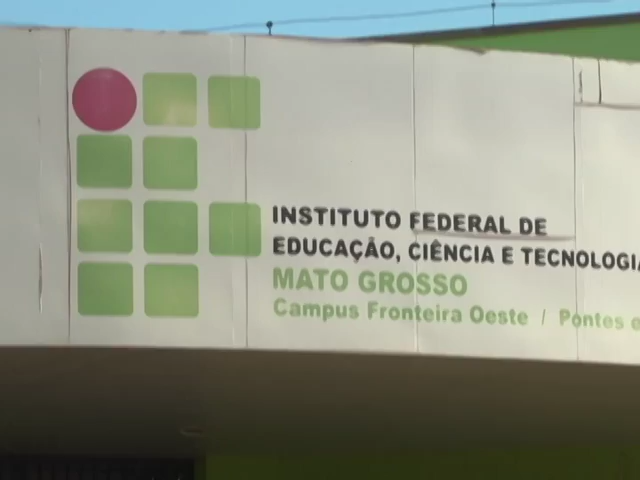 INSTITUTO FEDERAL DE
EDUCAÇÃO, CIÊNCIA E TECNOLOGIA
MATO GROSSO
Campus Fronteira Oeste / Pontes e